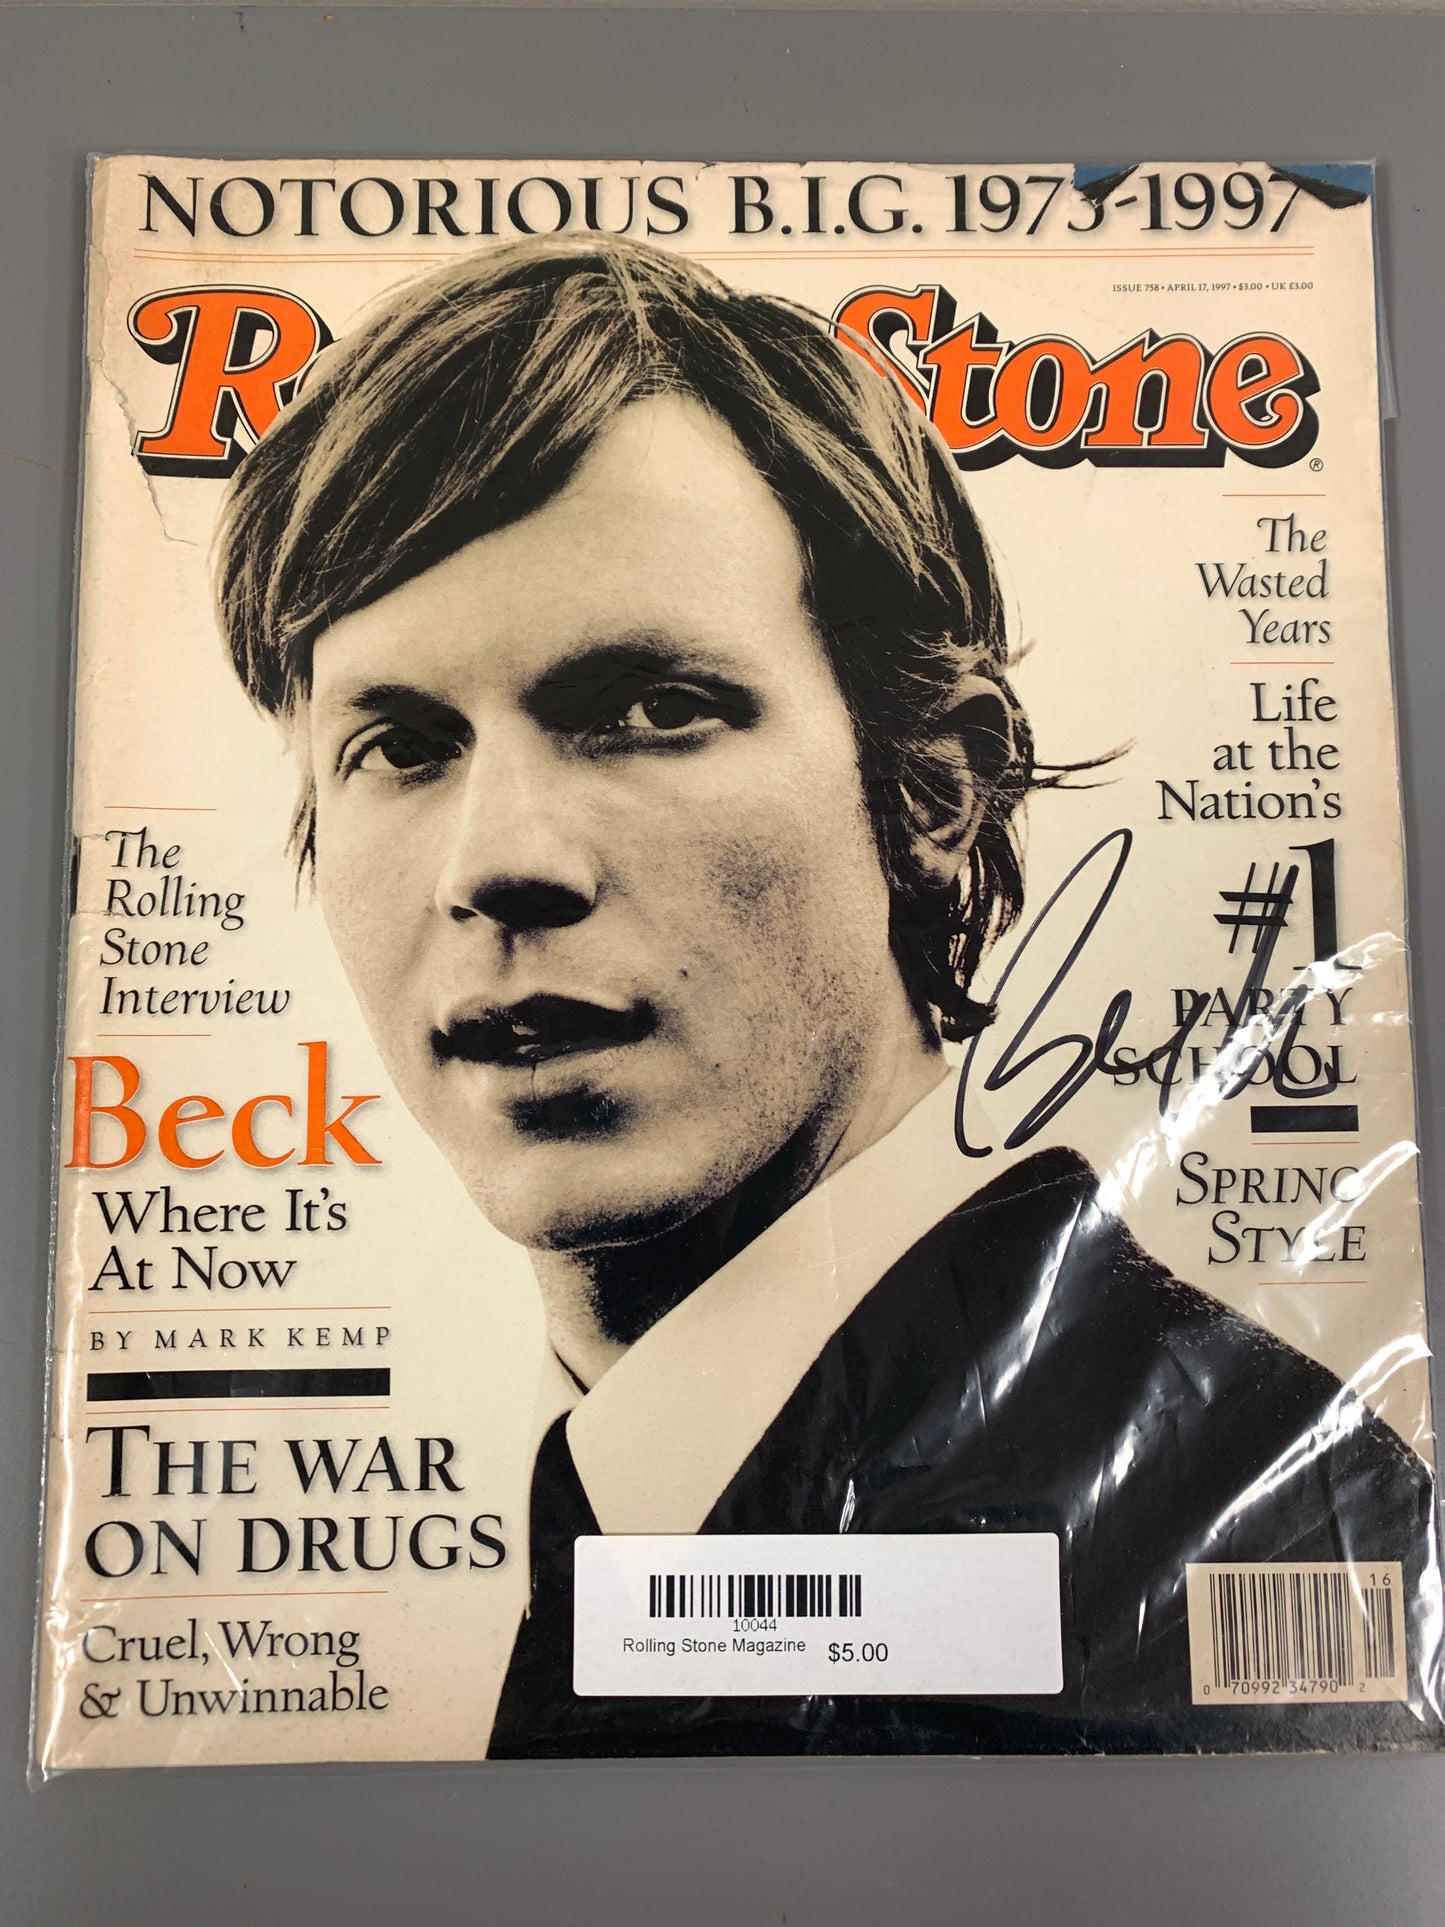 NOTORIOUS B.I.G. 1973-1997
ISSUE 758 • APRIL 17, 1997 • $3.00 • UK £3.00
R Stone
®
The
Wasted
Years
Life
at the
Nation's
#1
PARTY
SCHOOL
SPRING
STYLE
The
Rolling
Stone
Interview
Beck
Where It's
At Now
BY MARK KEMP
THE WAR
ON DRUGS
Cruel, Wrong
& Unwinnable
Beck
10044
Rolling Stone Magazine $5.00
16
0 70992 34790 2